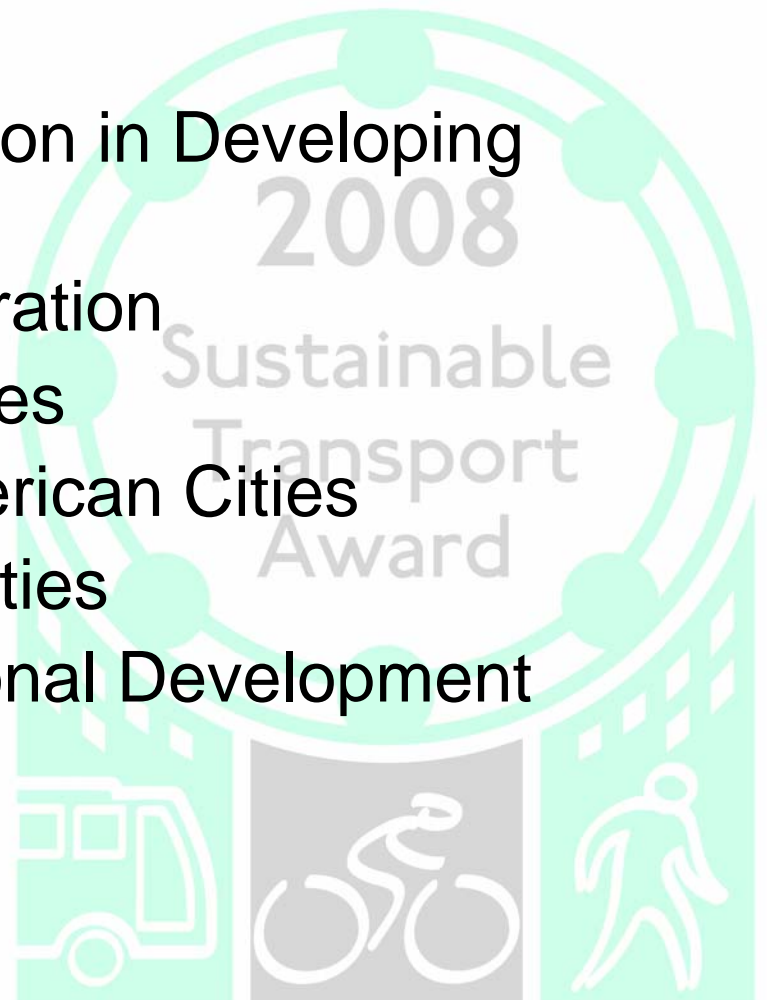 on in Developing
2008
ration
Sustainable
es
Transport
erican Cities
Award
ties
onal Development